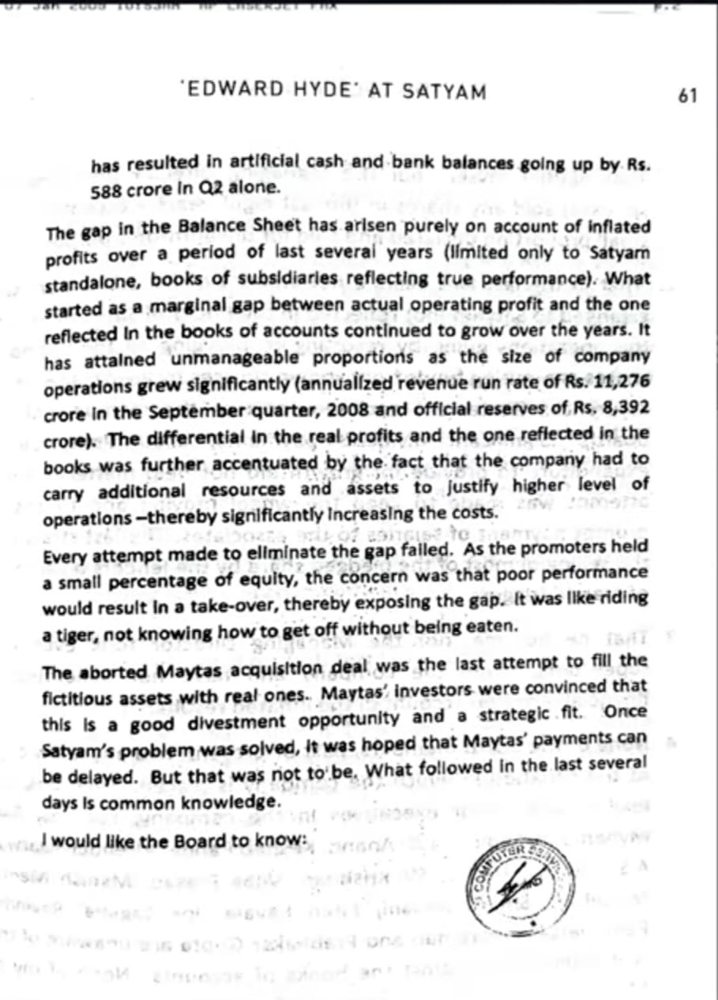 07 Jan 2009 10:53AM HP LASERJET FAX p.2
'EDWARD HYDE' AT SATYAM 61
has resulted in artificial cash and bank balances going up by Rs.
588 crore in Q2 alone.
The gap in the Balance Sheet has arisen purely on account of inflated
profits over a period of last several years (limited only to Satyam
standalone, books of subsidiaries reflecting true performance). What
started as a marginal gap between actual operating profit and the one
reflected in the books of accounts continued to grow over the years. It
has attained unmanageable proportions as the size of company
operations grew significantly (annualized revenue run rate of Rs. 11,276
crore in the September quarter, 2008 and official reserves of Rs. 8,392
crore). The differential in the real profits and the one reflected in the
books was further accentuated by the fact that the company had to
carry additional resources and assets to justify higher level of
operations –thereby significantly increasing the costs.
Every attempt made to eliminate the gap failed. As the promoters held
a small percentage of equity, the concern was that poor performance
would result in a take-over, thereby exposing the gap. It was like riding
a tiger, not knowing how to get off without being eaten.
The aborted Maytas acquisition deal was the last attempt to fill the
fictitious assets with real ones. Maytas' investors were convinced that
this is a good divestment opportunity and a strategic fit. Once
Satyam's problem was solved, it was hoped that Maytas' payments can
be delayed. But that was not to be. What followed in the last several
days is common knowledge.
I would like the Board to know:
COMPUTER